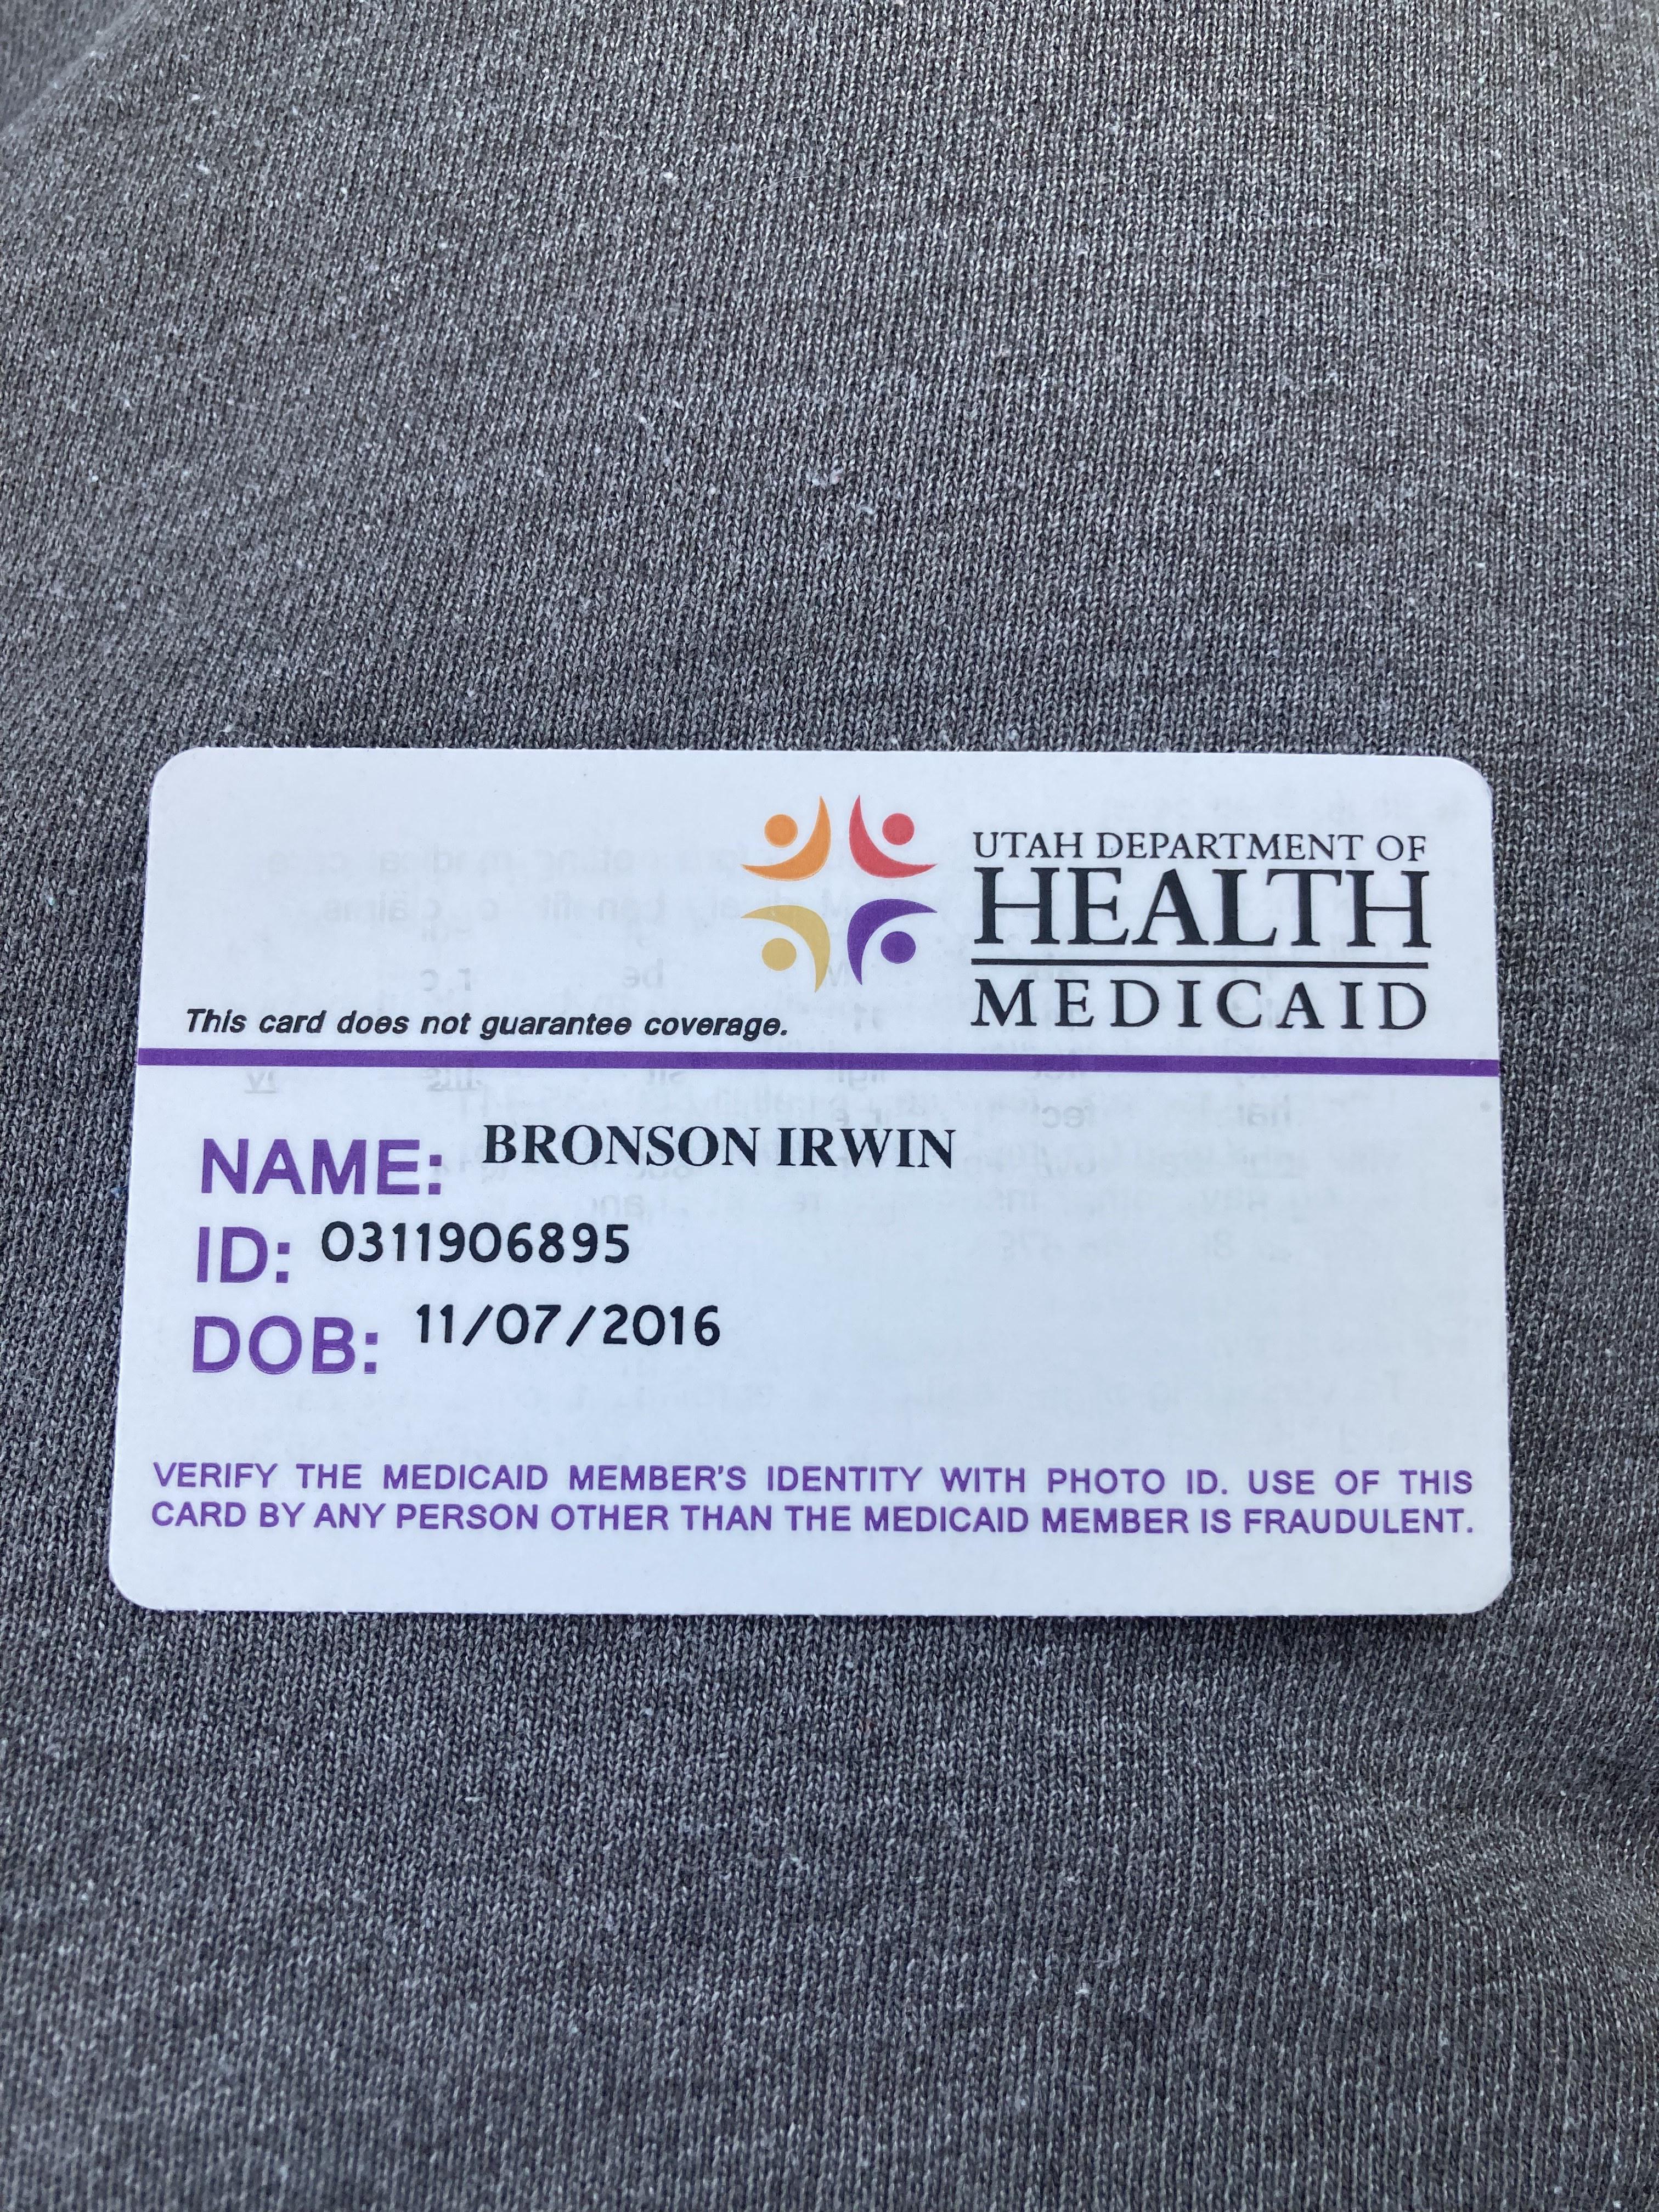 UTAH DEPARTMENT OF
HEALTH
MEDICAID
This card does not guarantee coverage.
NAME: BRONSON IRWIN
ID: 0311906895
DOB: 11/07/2016
VERIFY THE MEDICAID MEMBER'S IDENTITY WITH PHOTO ID. USE OF THIS
CARD BY ANY PERSON OTHER THAN THE MEDICAID MEMBER IS FRAUDULENT.